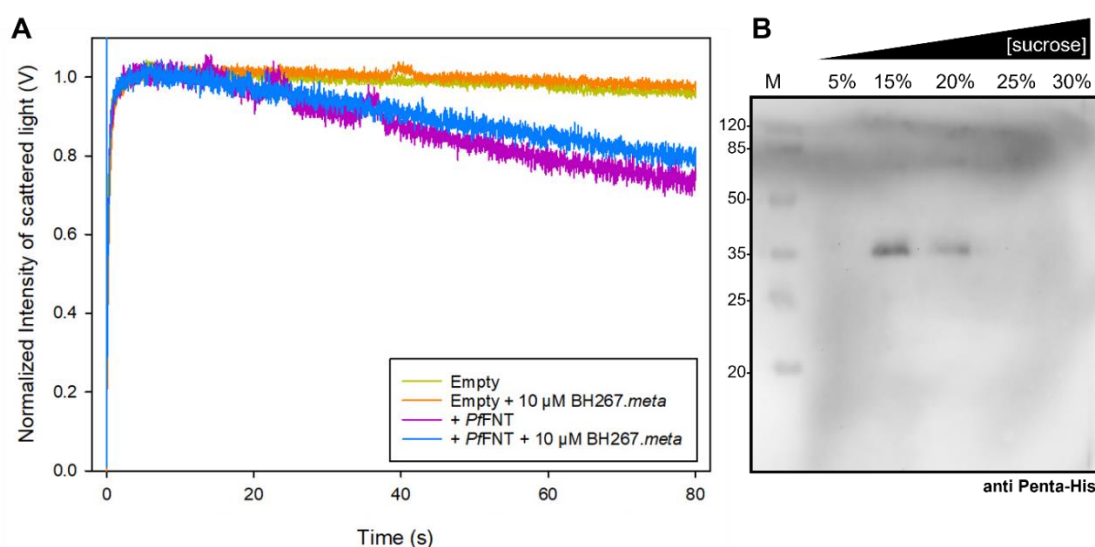 A
Normalized Intensity of scattered light (V)
1.0
0.8
0.6
0.4
0.2
0.0
0 20 40 60 80
Time (s)
Empty
Empty + 10 µM BH267.meta
+ PfFNT
+ PfFNT + 10 µM BH267.meta
B
[sucrose]
M 5% 15% 20% 25% 30%
120
85
50
35
25
20
anti Penta-His